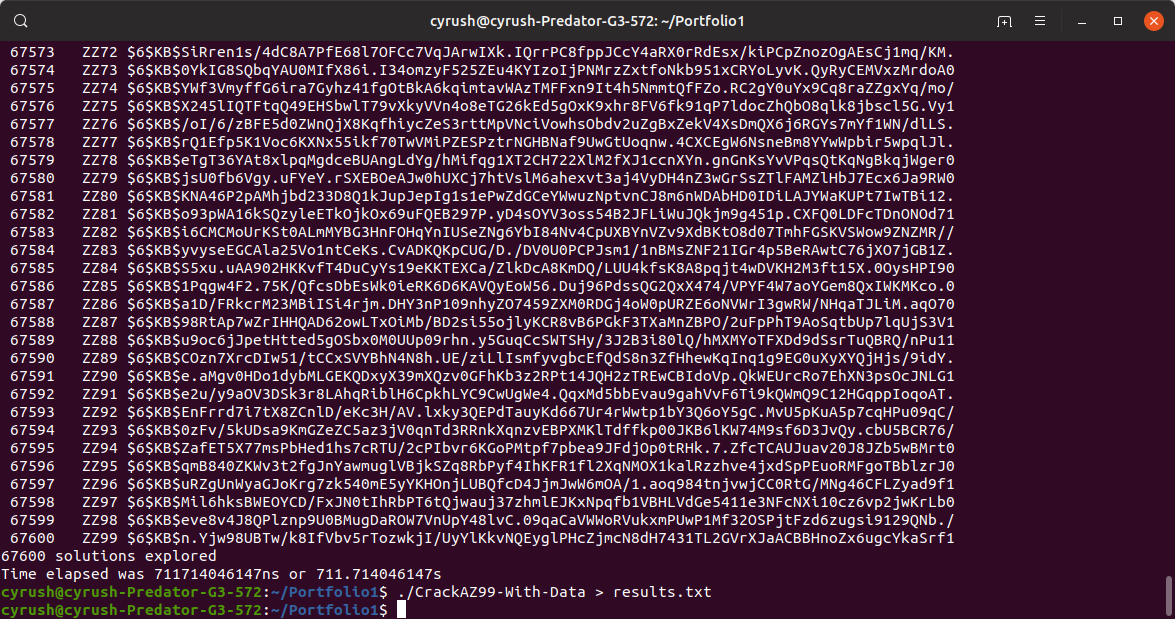 cyrush@cyrush-Predator-G3-572: ~/Portfolio1
67573 ZZ72 $6$KB$SiRren1s/4dC8A7PfE68l7OFCc7VqJArwIXk.IQrrPC8fppJCcY4aRX0rRdEsx/kiPCpZnozOgAEsCj1mq/KM.
67574 ZZ73 $6$KB$0YkIG8SQbqYAU0MIfX86i.I34omzyF525ZEu4KYIzoIjPNMrzZxtfoNkb951xCRYoLyvK.QyRyCEMVxzMrdoA0
67575 ZZ74 $6$KB$YWf3VmyffG6ira7Gyhz41fgOtBkA6kqimtavWAzTMFFxn9It4h5NmmtQfFZo.RC2gY0uYx9Cq8raZZgxYq/mo/
67576 ZZ75 $6$KB$X245lIQTFtqQ49EHSbwlT79vXkyVVn4o8eTG26kEd5gOxK9xhr8FV6fk91qP7ldocZhQbO8qlk8jbscl5G.Vy1
67577 ZZ76 $6$KB$/oI/6/zBFE5d0ZWnQjX8KqfhiycZeS3rttMpVNciVowhsObdv2uZgBxZekV4XsDmQX6j6RGYs7mYf1WN/dlLS.
67578 ZZ77 $6$KB$rQ1Efp5K1Voc6KXNx55ikf70TwVMiPZESPztrNGHBNaf9UwGtUoqnw.4CXCEgW6NsneBm8YYwWpbir5wpqlJl.
67579 ZZ78 $6$KB$eTgT36YAt8xlpqMgdceBUAngLdYg/hMifqg1XT2CH722XlM2fXJ1ccnXYn.gnGnKsYvVPqsQtKqNgBkqjWger0
67580 ZZ79 $6$KB$jsU0fb6Vgy.uFYeY.rSXEBOeAJw0hUXCj7htVslM6ahexvt3aj4VyDH4nZ3wGrSsZTlFAMZlHbJ7Ecx6Ja9RW0
67581 ZZ80 $6$KB$KNA46P2pAMhjbd233D8Q1kJupJepIg1s1ePwZdGCeYWwuzNptvnCJ8m6nWDAbHD0IDiLAJYWaKUPt7IwTBi12.
67582 ZZ81 $6$KB$o93pWA16kSQzyleETkOjkOx69uFQEB297P.yD4sOYV3oss54B2JFLiWuJQkjm9g451p.CXFQ0LDFcTDnONOd71
67583 ZZ82 $6$KB$i6CMCMoUrKSt0ALmMYBG3HnFOHqYnIUSeZNg6YbI84Nv4CpUXBYnVZv9XdBKtO8d07TmhFGSKVSWow9ZNZMR//
67584 ZZ83 $6$KB$yvyseEGCAla25Vo1ntCeKs.CvADKQKpCUG/D./DV0U0PCPJsm1/1nBMsZNF21IGr4p5BeRAwtC76jXO7jGB1Z.
67585 ZZ84 $6$KB$S5xu.uAA902HKKvfT4DuCyYs19eKKTEXCa/ZlkDcA8KmDQ/LUU4kfsK8A8pqjt4wDVKH2M3ft15X.0OysHPI90
67586 ZZ85 $6$KB$1Pqgw4F2.75K/QfcsDbEsWk0ieRK6D6KAVQyEoW56.Duj96PdssQG2QxX474/VPYF4W7aoYGem8QxIWKMKco.0
67587 ZZ86 $6$KB$a1D/FRkcrM23MBiISi4rjm.DHY3nP109nhyZO7459ZXM0RDGj4oW0pURZE6oNVWrI3gwRW/NHqaTJLiM.aqO70
67588 ZZ87 $6$KB$98RtAp7wZrIHHQAD62owLTxOiMb/BD2si55ojlyKCR8vB6PGkF3TXaMnZBPO/2uFpPhT9AoSqtbUp7lqUjS3V1
67589 ZZ88 $6$KB$u9oc6jJpetHtted5gOSbx0M0UUp09rhn.y5GuqCcSWTSHy/3J2B3i80lQ/hMXMYoTFXDd9dSsrTuQBRQ/nPu11
67590 ZZ89 $6$KB$COzn7XrcDIw51/tCCxSVYBhN4N8h.UE/ziLlIsmfyvgbcEfQdS8n3ZfHhewKqInq1g9EG0uXyXYQjHjs/9idY.
67591 ZZ90 $6$KB$e.aMgv0HDo1dybMLGEKQDxyX39mXQzv0GFhKb3z2RPt14JQH2zTREwCBIdoVp.QkWEUrcRo7EhXN3psOcJNLG1
67592 ZZ91 $6$KB$e2u/y9aOV3DSk3r8LAhqRiblH6CpkhLYC9CwUgWe4.QqxMd5bbEvau9gahVvF6Ti9kQWmQ9C12HGqppIoqoAT.
67593 ZZ92 $6$KB$EnFrrd7i7tX8ZCnlD/eKc3H/AV.lxky3QEPdTauyKd667Ur4rWwtp1bY3Q6oY5gC.MvU5pKuA5p7cqHPu09qC/
67594 ZZ93 $6$KB$0zFv/5kUDsa9KmGZeZC5az3jV0qnTd3RRnkXqnzvEBPXMKlTdffkp00JKB6lKW74M9sf6D3JvQy.cbU5BCR76/
67595 ZZ94 $6$KB$ZafET5X77msPbHed1hs7cRTU/2cPIbvr6KGoPMtpf7pbea9JFdjOp0tRHk.7.ZfcTCAUJuav20J8JZb5wBMrt0
67596 ZZ95 $6$KB$qmB840ZKWv3t2fgJnYawmuglVBjkSZq8RbPyf4IhKFR1fl2XqNMOX1kalRzzhve4jxdSpPEuoRMFgoTBblzrJ0
67597 ZZ96 $6$KB$uRZgUnWyaGJoKrg7zk540mE5yYKHOnjLUBQfcD4JjmJwW6mOA/1.aoq984tnjvwjCC0RtG/MNg46CFLZyad9f1
67598 ZZ97 $6$KB$Mil6hksBWEOYCD/FxJN0tIhRbPT6tQjwauj37zhmlEJKxNpqfb1VBHLVdGe5411e3NFcNXi10cz6vp2jwKrLb0
67599 ZZ98 $6$KB$eve8v4J8QPlznp9U0BMugDaROW7VnUpY48lvC.09qaCaVWWoRVukxmPUwP1Mf32OSPjtFzd6zugsi9129QNb./
67600 ZZ99 $6$KB$n.Yjw98UBTw/k8IfVbv5rTozwkjI/UyYlKkvNQEyglPHcZjmcN8dH7431TL2GVrXJaACBBHnoZx6ugcYkaSrf1
67600 solutions explored
Time elapsed was 711714046147ns or 711.714046147s
cyrush@cyrush-Predator-G3-572:~/Portfolio1$ ./CrackAZ99-With-Data > results.txt
cyrush@cyrush-Predator-G3-572:~/Portfolio1$